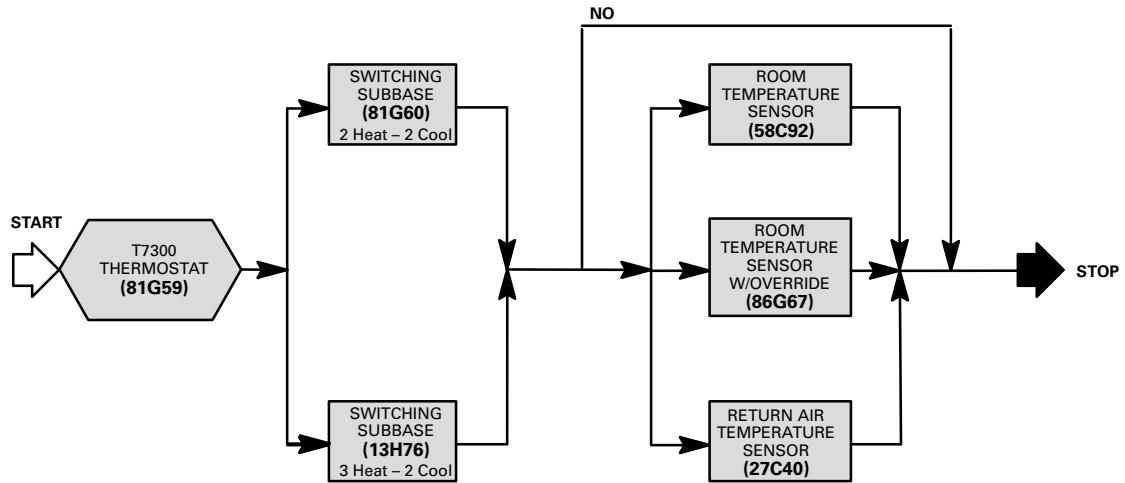 NO
SWITCHING
SUBBASE
(81G60)
2 Heat – 2 Cool
ROOM
TEMPERATURE
SENSOR
(58C92)
START
T7300
THERMOSTAT
(81G59)
ROOM
TEMPERATURE
SENSOR
W/OVERRIDE
(86G67)
STOP
SWITCHING
SUBBASE
(13H76)
3 Heat – 2 Cool
RETURN AIR
TEMPERATURE
SENSOR
(27C40)